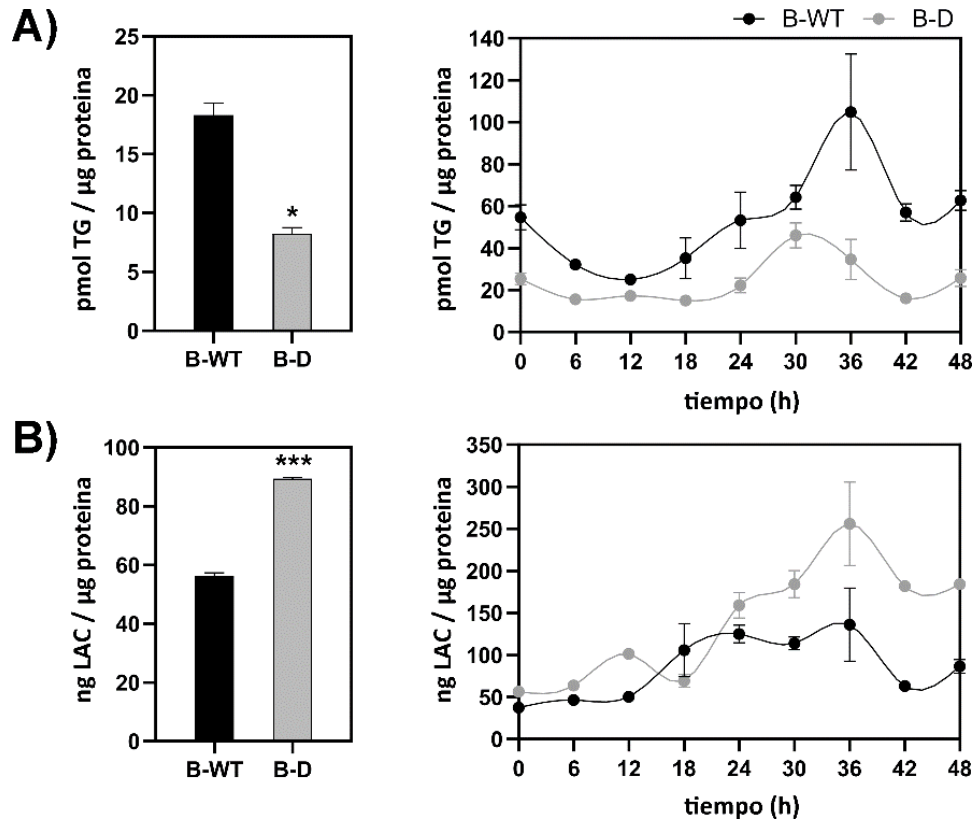 A)
pmol TG / µg proteina
25
20
15
10
5
0
*
B-WT B-D
B-WT B-D
pmol TG / µg proteina
140
120
100
80
60
40
20
0
0 6 12 18 24 30 36 42 48
tiempo (h)
B)
ng LAC / µg proteina
100
80
60
40
20
0
***
B-WT B-D
ng LAC / µg proteina
350
300
250
200
150
100
50
0
0 6 12 18 24 30 36 42 48
tiempo (h)